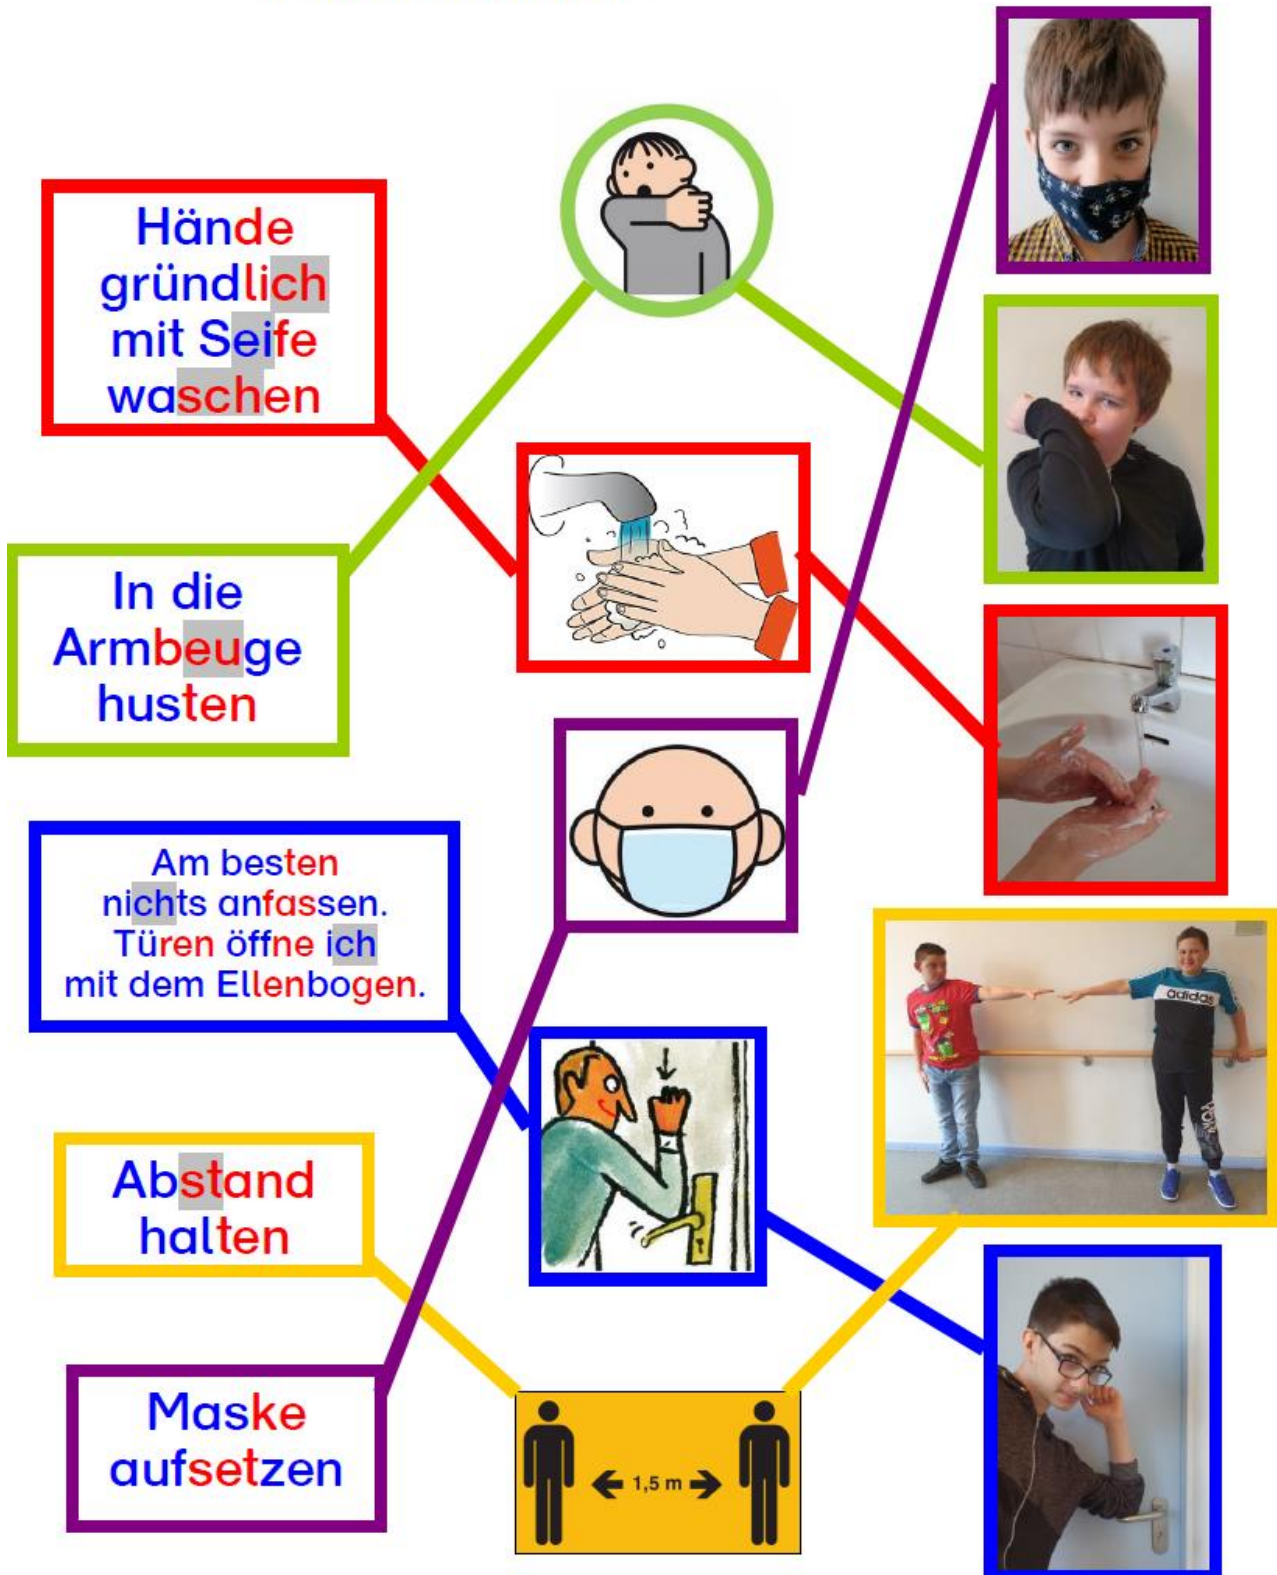 Hände
gründlich
mit Seife
waschen
In die
Armbeuge
husten
Am besten
nichts anfassen.
Türen öffne ich
mit dem Ellenbogen.
Abstand
halten
Maske
aufsetzen
1,5 m
adidas